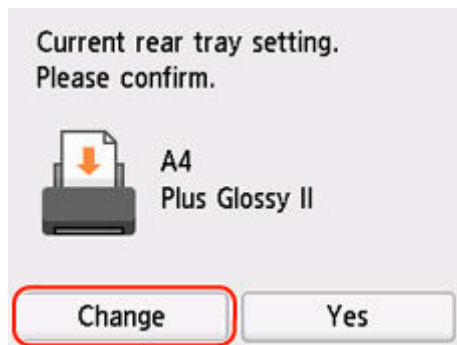 Current rear tray setting.
Please confirm.
A4
Plus Glossy II
Change
Yes